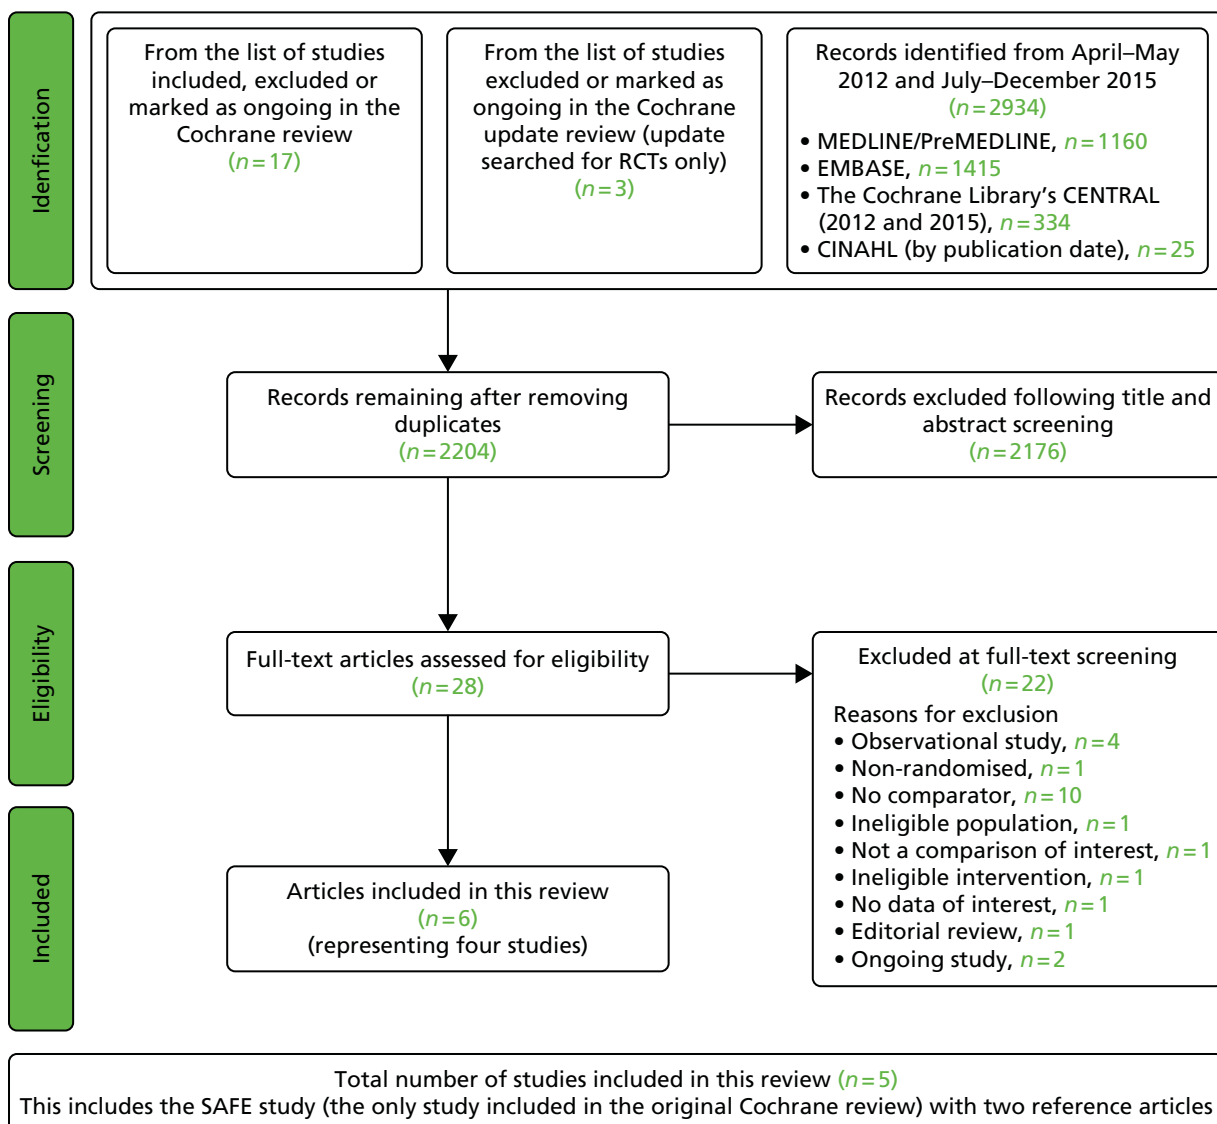 Idenfication
From the list of studies
included, excluded or
marked as ongoing in the
Cochrane review
(n=17)
From the list of studies
excluded or marked as
ongoing in the Cochrane
update review (update
searched for RCTs only)
(n=3)
Records identified from April–May
2012 and July–December 2015
(n=2934)
• MEDLINE/PreMEDLINE, n=1160
• EMBASE, n=1415
• The Cochrane Library's CENTRAL
(2012 and 2015), n=334
• CINAHL (by publication date), n=25
Screening
Records remaining after removing
duplicates
(n=2204)
Records excluded following title and
abstract screening
(n=2176)
Eligibility
Full-text articles assessed for eligibility
(n=28)
Excluded at full-text screening
(n=22)
Reasons for exclusion
• Observational study, n=4
• Non-randomised, n=1
• No comparator, n=10
• Ineligible population, n=1
• Not a comparison of interest, n=1
• Ineligible intervention, n=1
• No data of interest, n=1
• Editorial review, n=1
• Ongoing study, n=2
Included
Articles included in this review
(n=6)
(representing four studies)
Total number of studies included in this review (n=5)
This includes the SAFE study (the only study included in the original Cochrane review) with two reference articles